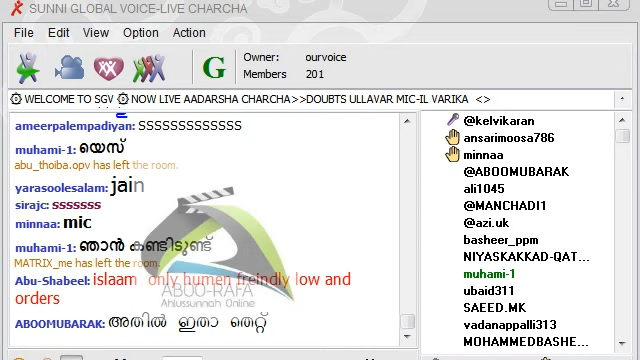 SUNNI GLOBAL VOICE-LIVE CHARCHA
File Edit View Option Action
G Owner: ourvoice
Members 201
WELCOME TO SGV NOW LIVE AADARSHA CHARCHA>>DOUBTS ULLAVAR MIC-IL VARIKA <>
ameerpalempadiyan: SSSSSSSSSSSSS
muhami-1: യെസ്
abu_thoiba.opv has left the room.
yarasoolesalam: jain
sirajc: sssssss
minnaa: mic
muhami-1: ഞാൻ കണ്ടിടുണ്ട്
MATRIX_me has left the room.
Abu-Shabeel: islaam only humen freindly low and
orders
ABOOMUBARAK: അതിൽ ഇതാ തെറ്റ്
ABOO-RAFA
Ahlussunnah Online
@kelvikaran
ansarimoosa786
minnaa
@ABOOMUBARAK
ali1045
@MANCHADI1
@azi.uk
basheer_ppm
NIYASKAKKAD-QAT...
muhami-1
ubaid311
SAEED.MK
vadanappalli313
MOHAMMEDBASHE...